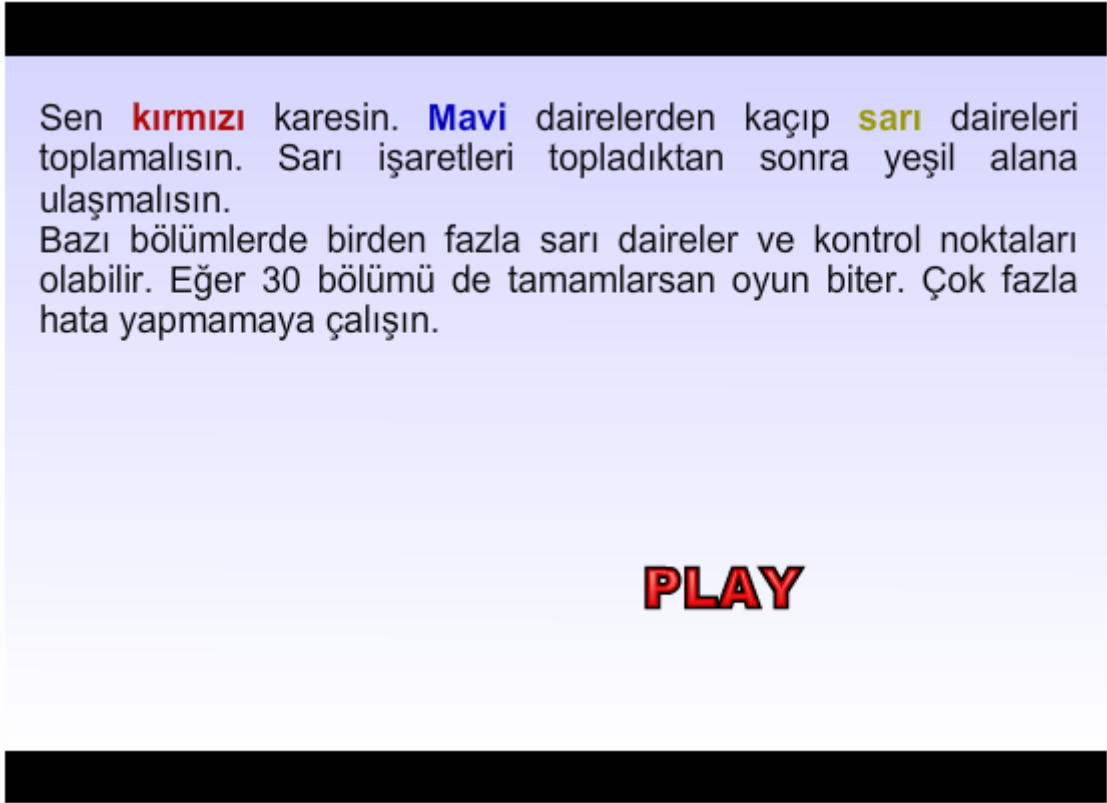 Sen kırmızı karesin. Mavi dairelerden kaçıp sarı daireleri
toplamalısın. Sarı işaretleri topladıktan sonra yeşil alana
ulaşmalısın.
Bazı bölümlerde birden fazla sarı daireler ve kontrol noktaları
olabilir. Eğer 30 bölümü de tamamlarsan oyun biter. Çok fazla
hata yapmamaya çalışın.
PLAY